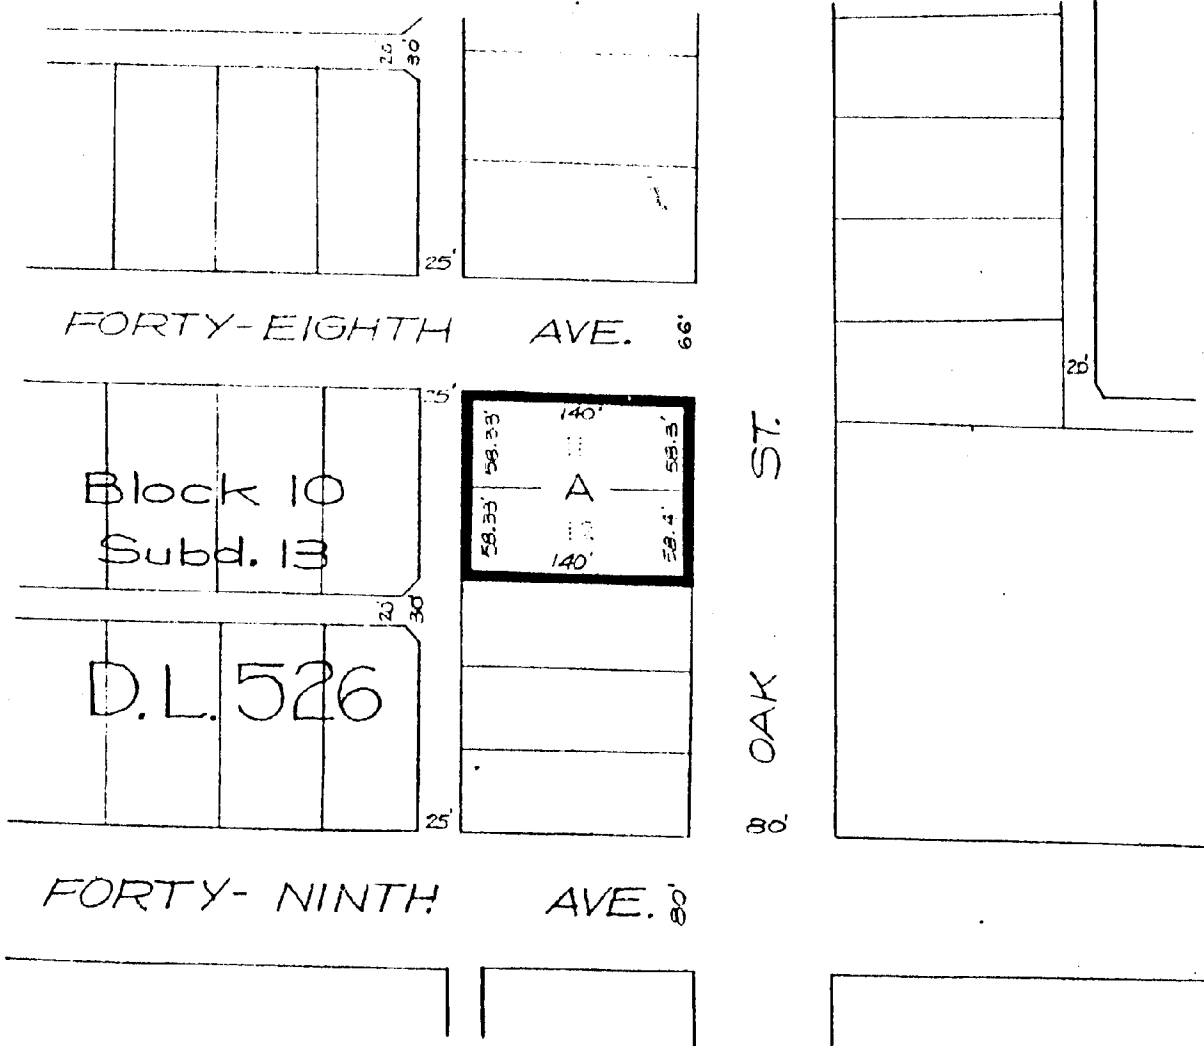 20' 30'
25'
FORTY-EIGHTH AVE. 66'
25'
140'
58.33' 58.3'
A
58.33' 58.4'
140'
20'
ST.
Block 10
Subd. 13
20' 30'
D.L. 526
OAK
25'
80'
FORTY-NINTH AVE. 80'